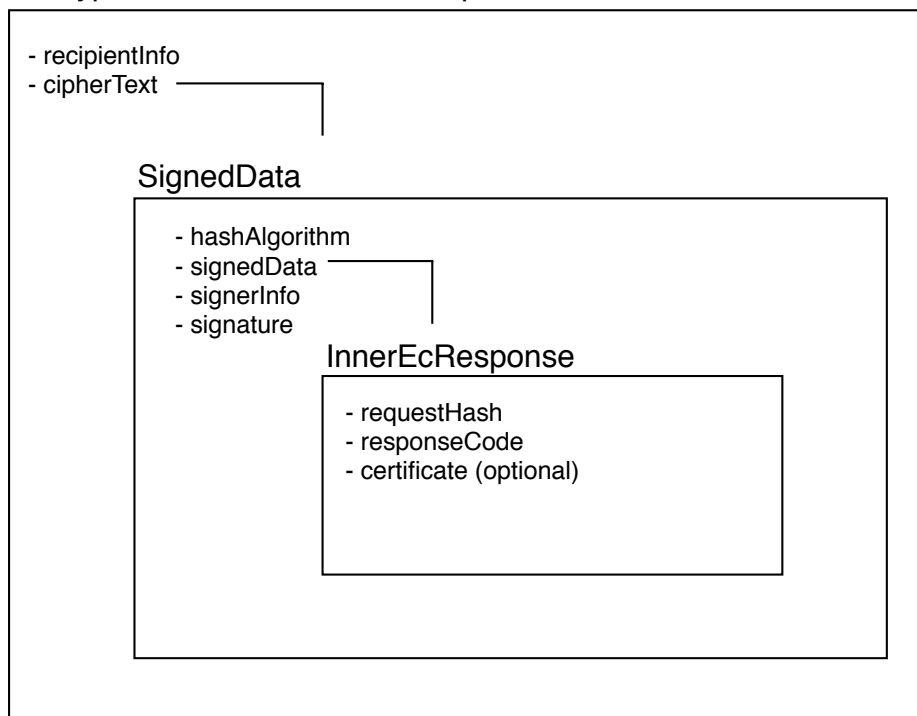 - recipientInfo
- cipherText
SignedData
- hashAlgorithm
- signedData
- signerInfo
- signature
InnerEcResponse
- requestHash
- responseCode
- certificate (optional)